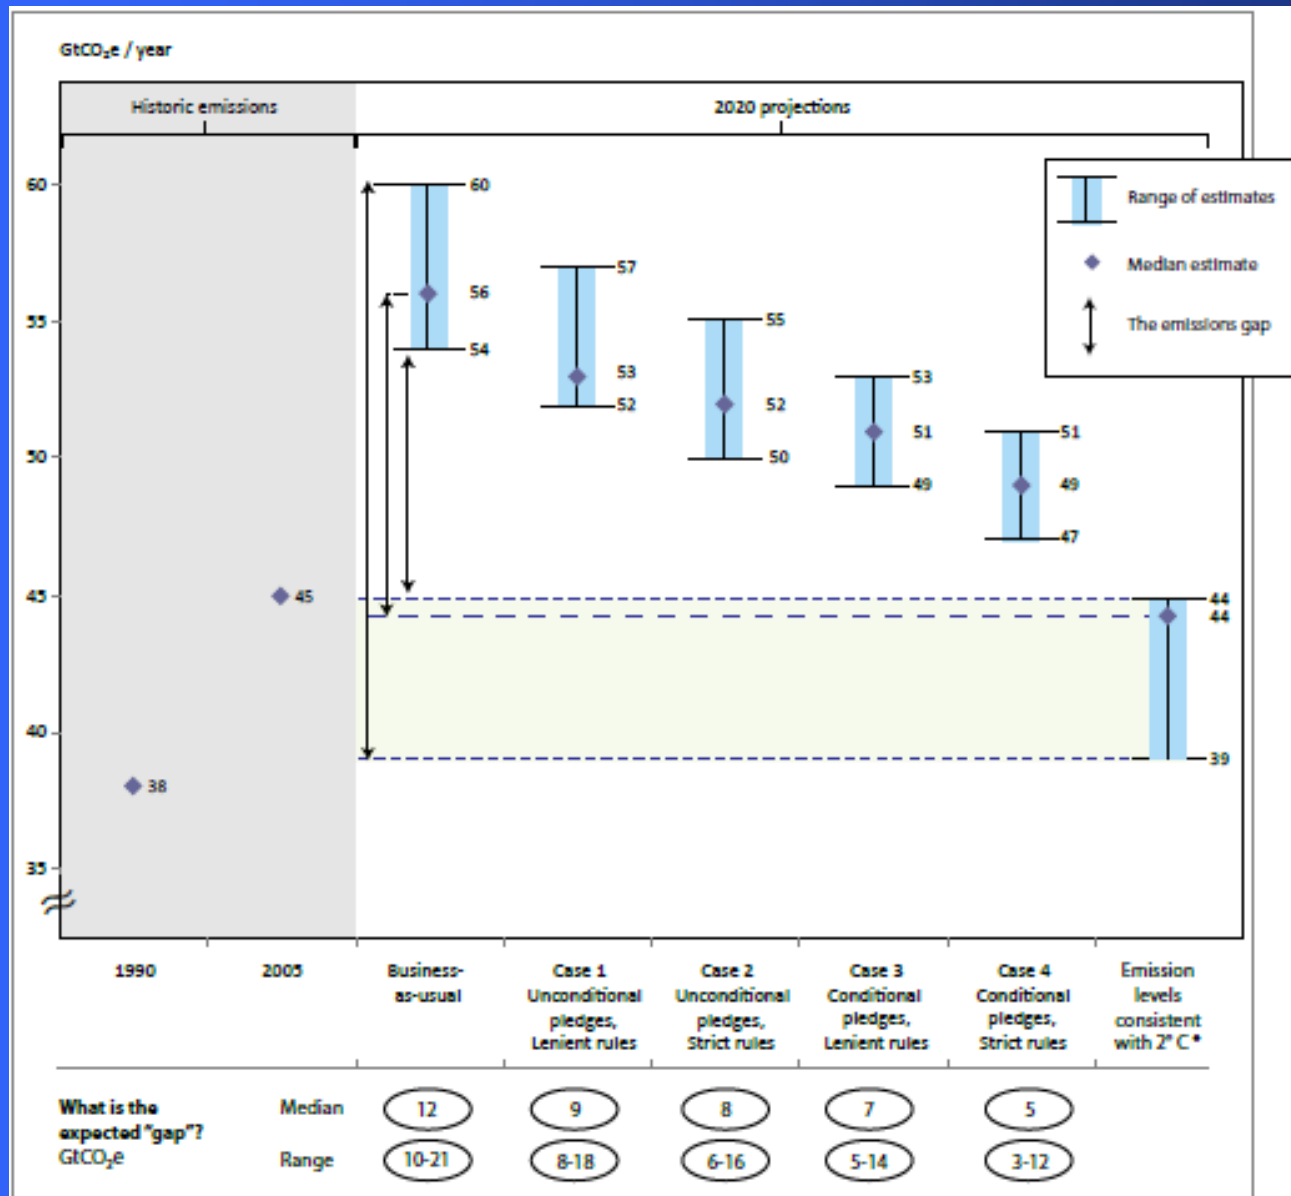 GtCO₂e / year
Historic emissions
2020 projections
60
55
50
45
40
35
38
45
60
56
54
57
53
52
55
52
50
53
51
49
51
49
47
44
44
39
Range of estimates
Median estimate
The emissions gap
1990
2005
Business-
as-usual
Case 1
Unconditional
pledges,
Lenient rules
Case 2
Unconditional
pledges,
Strict rules
Case 3
Conditional
pledges,
Lenient rules
Case 4
Conditional
pledges,
Strict rules
Emission
levels
consistent
with 2° C *
What is the
expected "gap"?
GtCO₂e
Median
12
9
8
7
5
Range
10-21
8-18
6-16
5-14
3-12